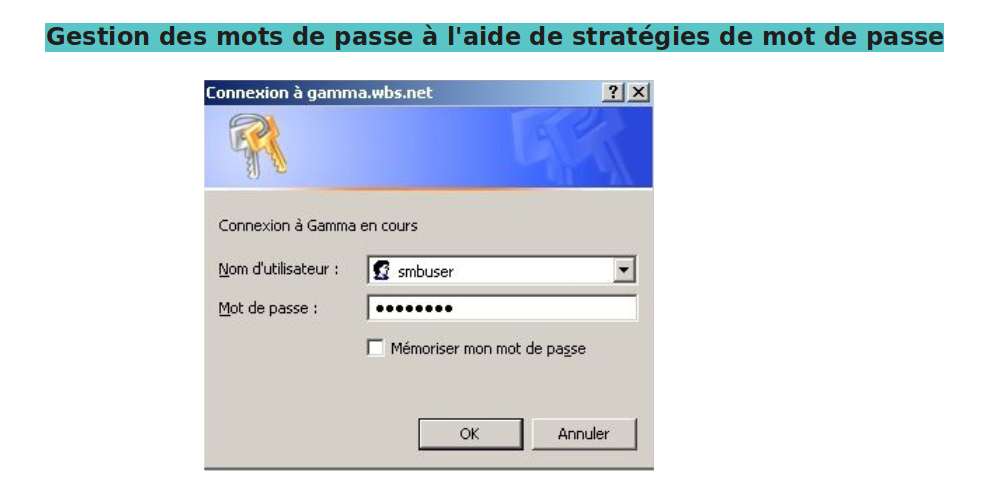 Gestion des mots de passe à l'aide de stratégies de mot de passe
Connexion à gamma.wbs.net
Connexion à Gamma en cours
Nom d'utilisateur :
smbuser
Mot de passe :
••••••••
Mémoriser mon mot de passe
OK
Annuler